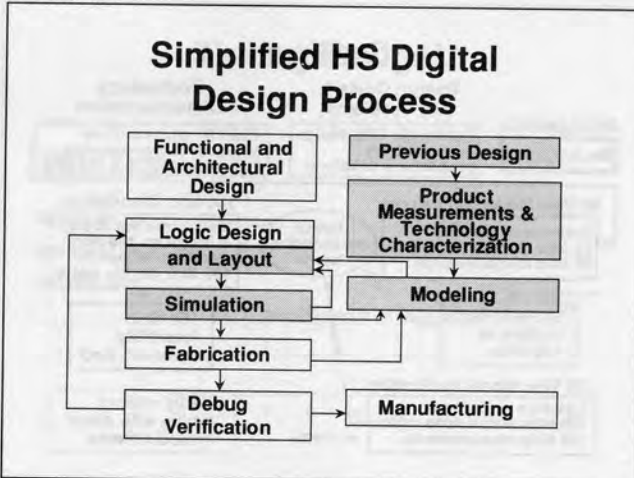 Simplified HS Digital
Design Process
Functional and
Architectural
Design
Previous Design
Product
Measurements &
Technology
Characterization
Logic Design
and Layout
Modeling
Simulation
Fabrication
Debug
Verification
Manufacturing